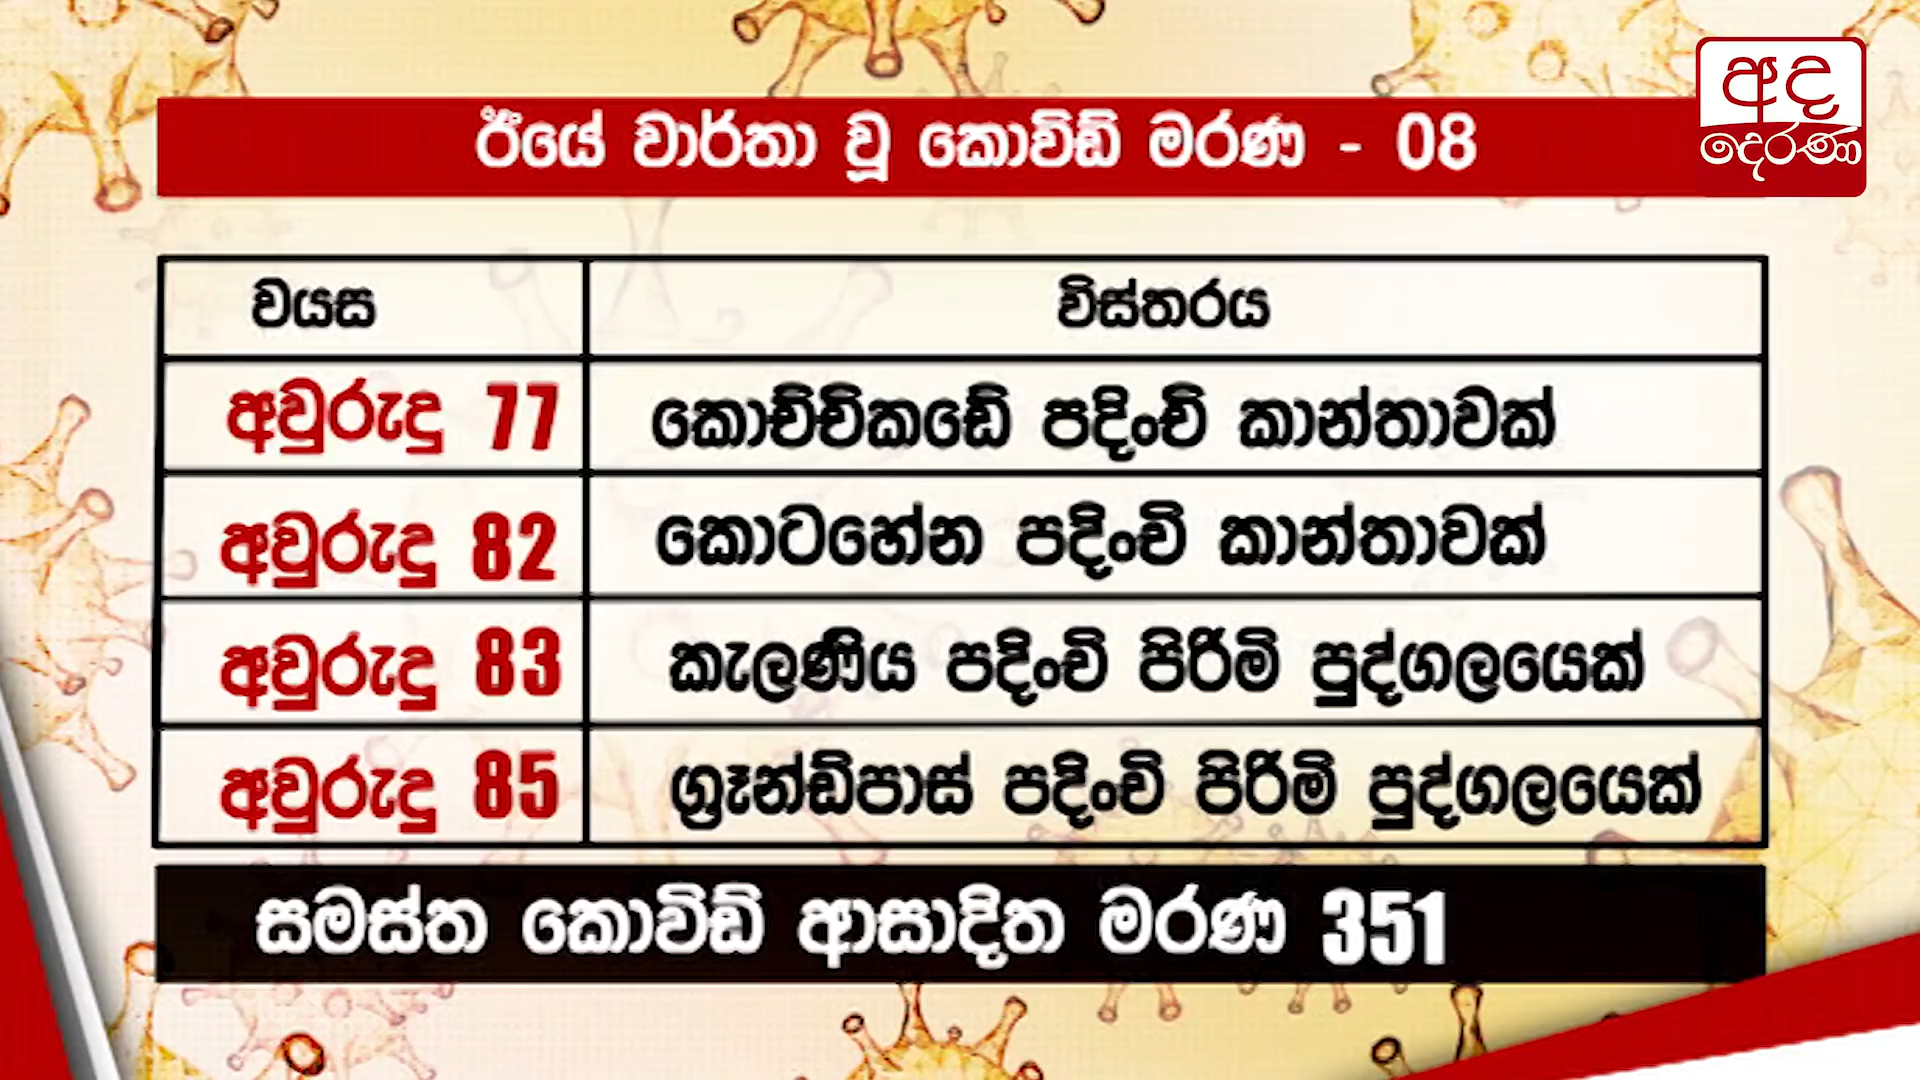 අද
දෙරණ
ඊයේ වාර්තා වූ කොවිඩ් මරණ - 08
වයස විස්තරය
අවුරුදු 77 කොච්චිකඩේ පදිංචි කාන්තාවක්
අවුරුදු 82 කොටහේන පදිංචි කාන්තාවක්
අවුරුදු 83 කැලණිය පදිංචි පිරිමි පුද්ගලයෙක්
අවුරුදු 85 ග්‍රෑන්ඩ්පාස් පදිංචි පිරිමි පුද්ගලයෙක්
සමස්ත කොවිඩ් ආසාදිත මරණ 351